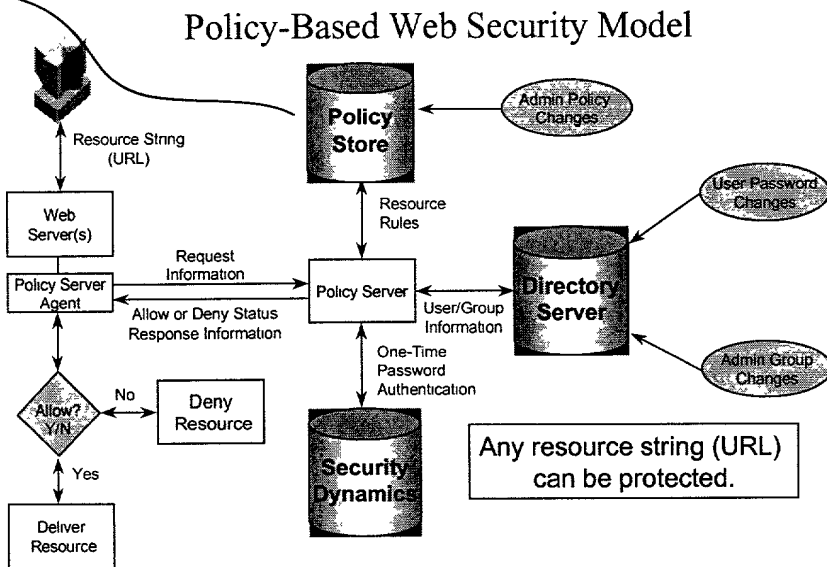 Policy-Based Web Security Model
Resource String
(URL)
Policy
Store
Admin Policy
Changes
Web
Server(s)
Resource
Rules
User Password
Changes
Request
Information
Policy Server
Agent
Allow or Deny Status
Response Information
Policy Server
User/Group
Information
Directory
Server
One-Time
Password
Authentication
Admin Group
Changes
Allow?
Y/N
No
Deny
Resource
Yes
Security
Dynamics
Any resource string (URL)
can be protected.
Deliver
Resource